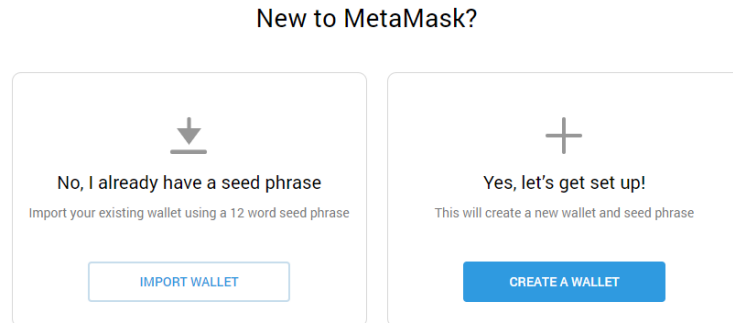 New to MetaMask?
No, I already have a seed phrase
Import your existing wallet using a 12 word seed phrase
IMPORT WALLET
Yes, let's get set up!
This will create a new wallet and seed phrase
CREATE A WALLET